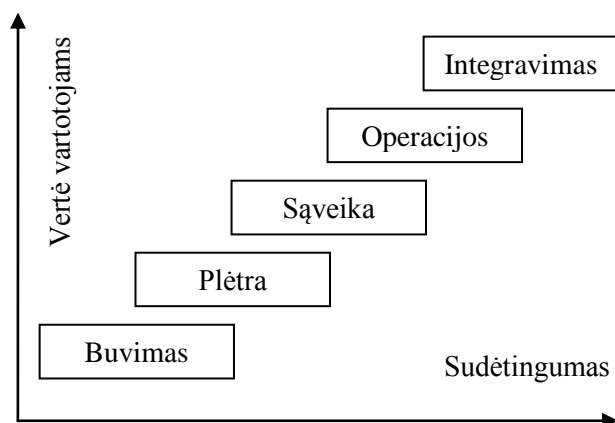 Vertė vartotojams
Integravimas
Operacijos
Sąveika
Plėtra
Buvimas
Sudėtingumas